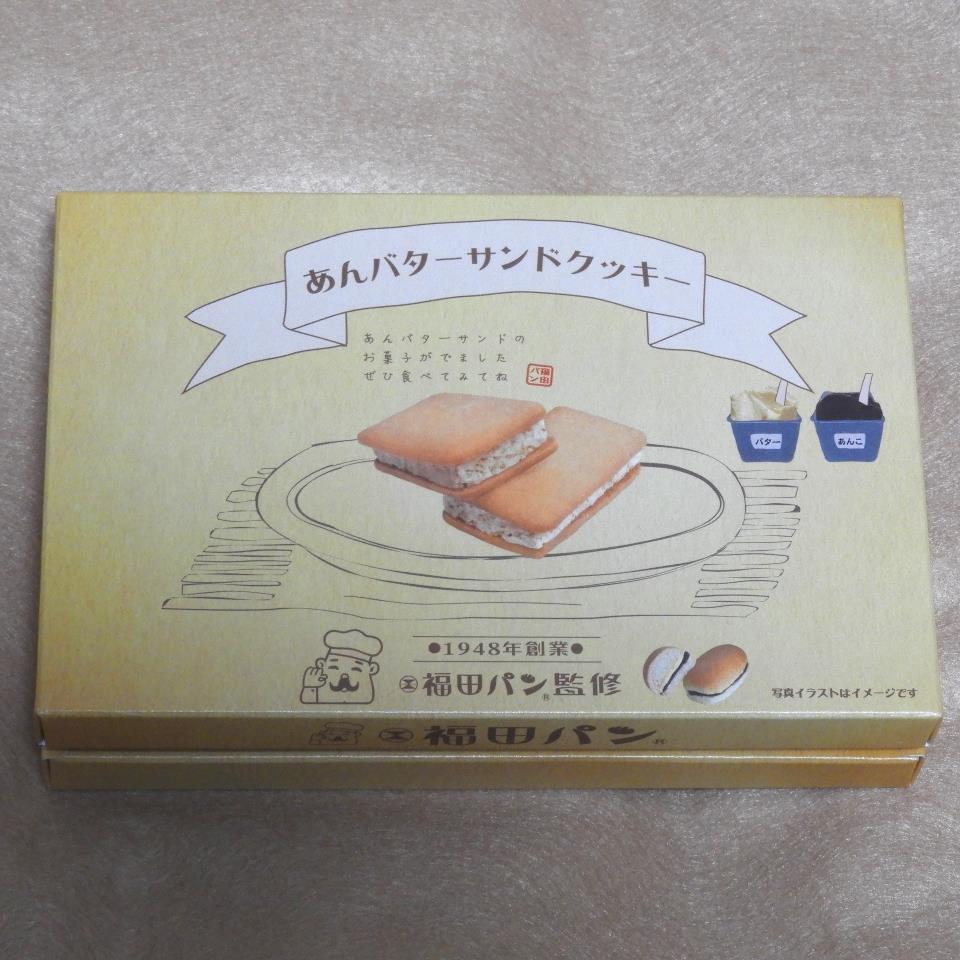 あんバターサンドクッキー
あんバターサンドの
お菓子がでました
ぜひ食べてみてね
福田
パン
バター
あんこ
●1948年創業●
㋓福田パン®監修
写真イラストはイメージです
㋓福田パン®